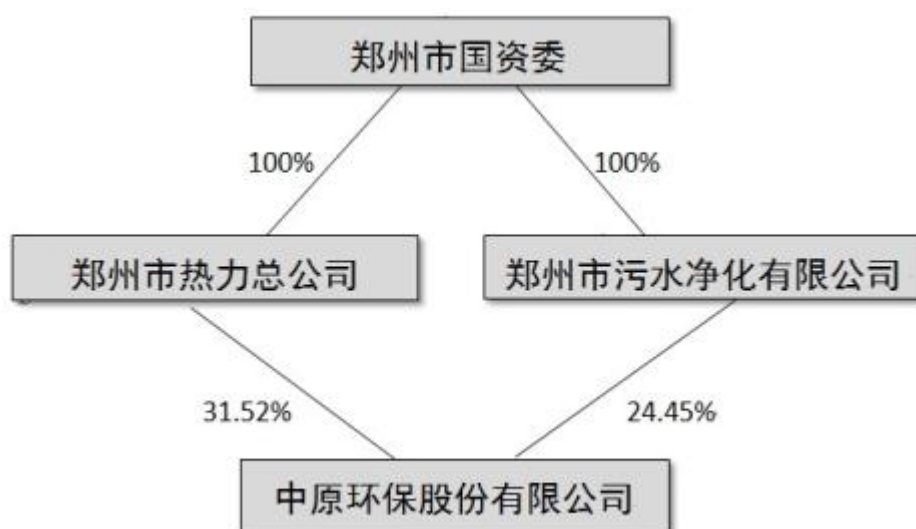 郑州市国资委
100%
100%
郑州市热力总公司
郑州市污水净化有限公司
31.52%
24.45%
中原环保股份有限公司